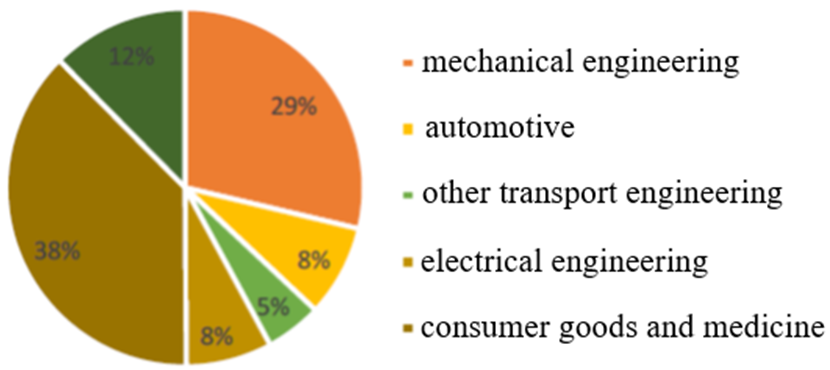 12%
29%
38%
8%
5%
8%
mechanical engineering
automotive
other transport engineering
electrical engineering
consumer goods and medicine